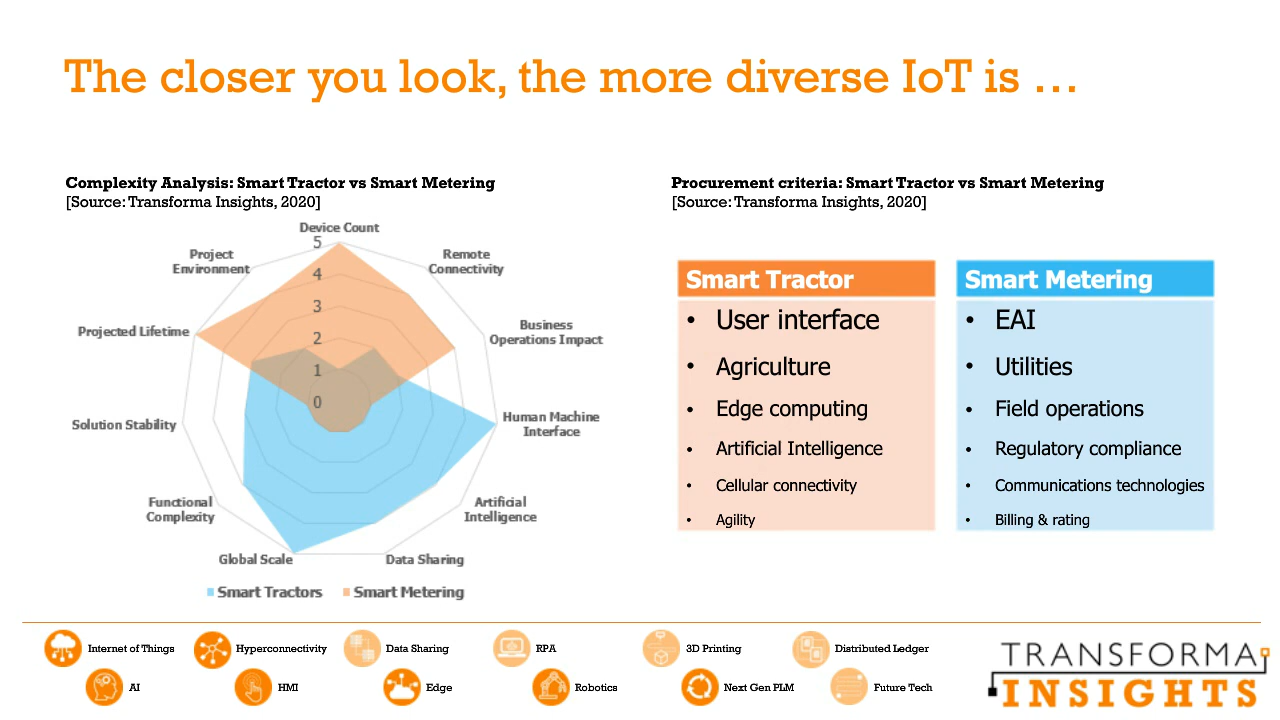 The closer you look, the more diverse IoT is …
Complexity Analysis: Smart Tractor vs Smart Metering
[Source: Transforma Insights, 2020]
Device Count
Project
Environment
Remote
Connectivity
Projected Lifetime
Business
Operations Impact
Solution Stability
Human Machine
Interface
Functional
Complexity
Artificial
Intelligence
Global Scale
Data Sharing
5
4
3
2
1
0
Smart Tractors
Smart Metering
Procurement criteria: Smart Tractor vs Smart Metering
[Source: Transforma Insights, 2020]
Smart Tractor
• User interface
• Agriculture
• Edge computing
• Artificial Intelligence
• Cellular connectivity
• Agility
Smart Metering
• EAI
• Utilities
• Field operations
• Regulatory compliance
• Communications technologies
• Billing & rating
Internet of Things
Hyperconnectivity
Data Sharing
RPA
3D Printing
Distributed Ledger
AI
HMI
Edge
Robotics
Next Gen PLM
Future Tech
TRANSFORMA
INSIGHTS